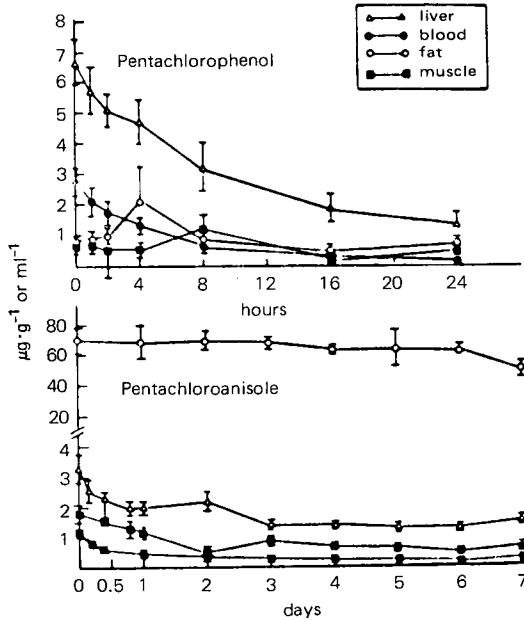 liver
blood
fat
muscle
Pentachlorophenol
8
7
6
5
4
3
2
1
0 4 8 12 16 20 24
hours
µg·g⁻¹ or ml⁻¹
80
60
40
20
Pentachloroanisole
4
3
2
1
0 0.5 1 2 3 4 5 6 7
days